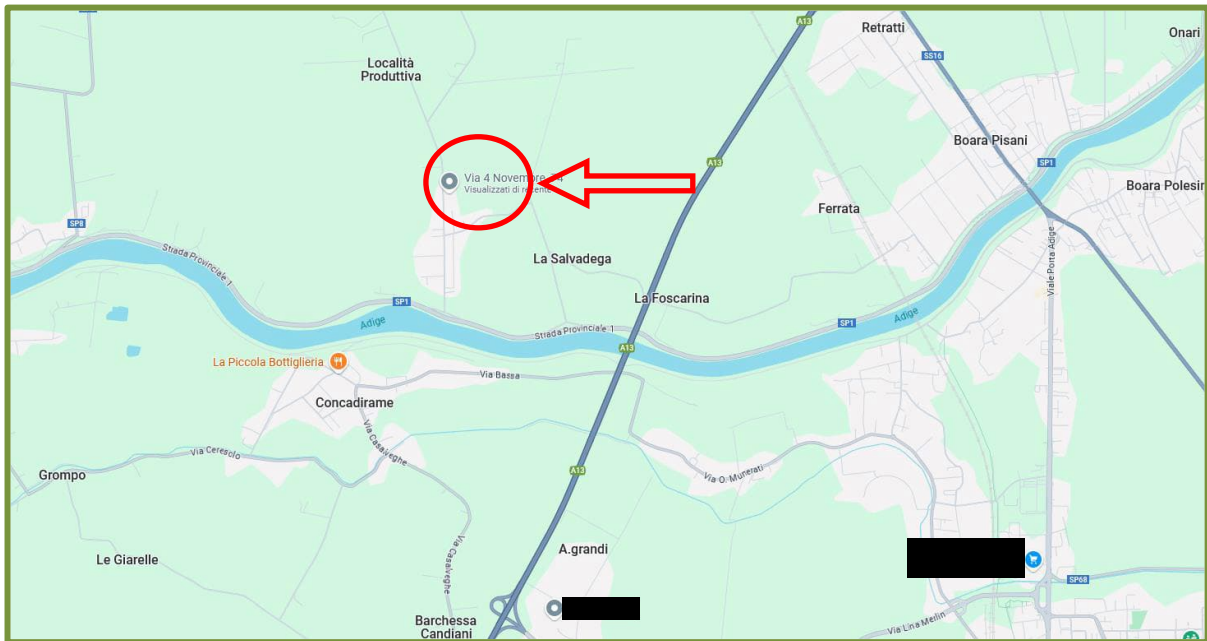 A13
Retratti
Onari
Località
Produttiva
SS16
Boara Pisani
A13
SP1
Via 4 Novembre,
Visualizzati di recente
Boara Polesin
Ferrata
SP8
Strada Provinciale 1
La Salvadega
Viale Porta Adige
La Foscarina
SP1
Adige
Strada Provinciale 1
SP1
Adige
A13
La Piccola Bottiglieria
Via Bassa
Concadirame
Via Casalveghe
Via Ceresolo
Grompo
A13
Via O. Munerati
Le Giarelle
Via Casalveghe
A.grandi
SP68
Barchessa
Candiani
Via Lina Merlin